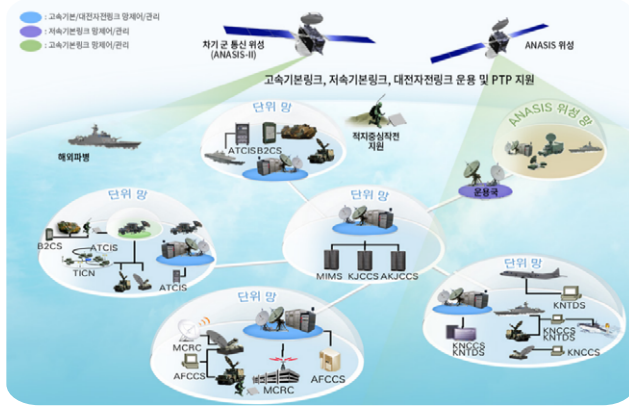 : 고속기본/대전자전링크 망제어/관리
: 저속기본링크 망제어/관리
: 고속기본링크 망제어/관리
차기 군 통신 위성
(ANASIS-II)
ANASIS 위성
고속기본링크, 저속기본링크, 대전자전링크 운용 및 PTP 지원
해외파병
단위 망
ATCIS
B2CS
적지중심작전
지원
ANASIS 위성 망
운용국
단위 망
B2CS
ATCIS
TICN
ATCIS
단위 망
MIMS
KJCCS
AKJCCS
단위 망
KNTDS
KNCCS
KNTDS
KNCCS
KNTDS
KNCCS
단위 망
MCRC
AFCCS
MCRC
AFCCS